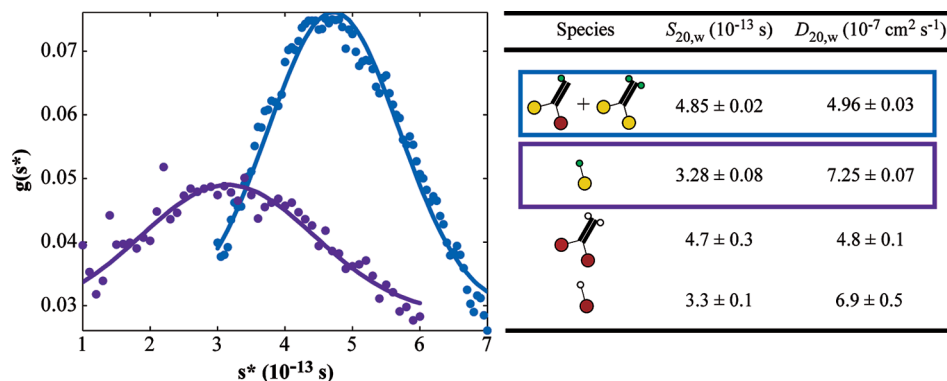 0.07
0.06
0.05
0.04
0.03
g(s*)
1 2 3 4 5 6 7
s* (10⁻¹³ s)
Species S20,w (10⁻¹³ s) D20,w (10⁻⁷ cm² s⁻¹)
+ 4.85 ± 0.02 4.96 ± 0.03
3.28 ± 0.08 7.25 ± 0.07
4.7 ± 0.3 4.8 ± 0.1
3.3 ± 0.1 6.9 ± 0.5